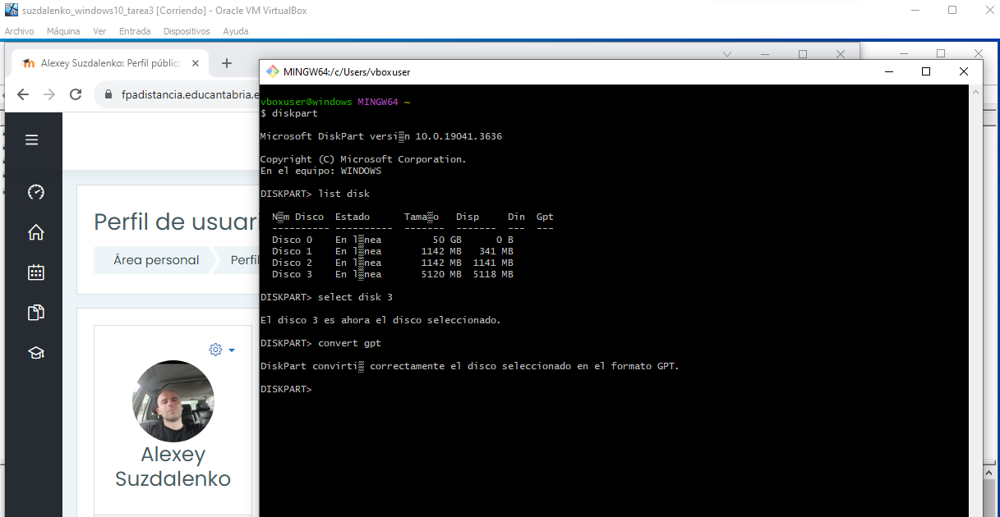 suzdalenko_windows10_tarea3 [Corriendo] - Oracle VM VirtualBox
Archivo Máquina Ver Entrada Dispositivos Ayuda
Alexey Suzdalenko: Perfil público
fpadistancia.educantabria.e
Perfil de usuari
Área personal Perfil
Alexey
Suzdalenko
MINGW64:/c/Users/vboxuser
vboxuser@windows MINGW64 ~
$ diskpart
Microsoft DiskPart versi▒n 10.0.19041.3636
Copyright (C) Microsoft Corporation.
En el equipo: WINDOWS
DISKPART> list disk
N▒m Disco Estado Tama▒o Disp Din Gpt
---------- ---------- ------- ------- --- ---
Disco 0 En l▒nea 50 GB 0 B
Disco 1 En l▒nea 1142 MB 341 MB
Disco 2 En l▒nea 1142 MB 1141 MB
Disco 3 En l▒nea 5120 MB 5118 MB
DISKPART> select disk 3
El disco 3 es ahora el disco seleccionado.
DISKPART> convert gpt
DiskPart convirti▒ correctamente el disco seleccionado en el formato GPT.
DISKPART>